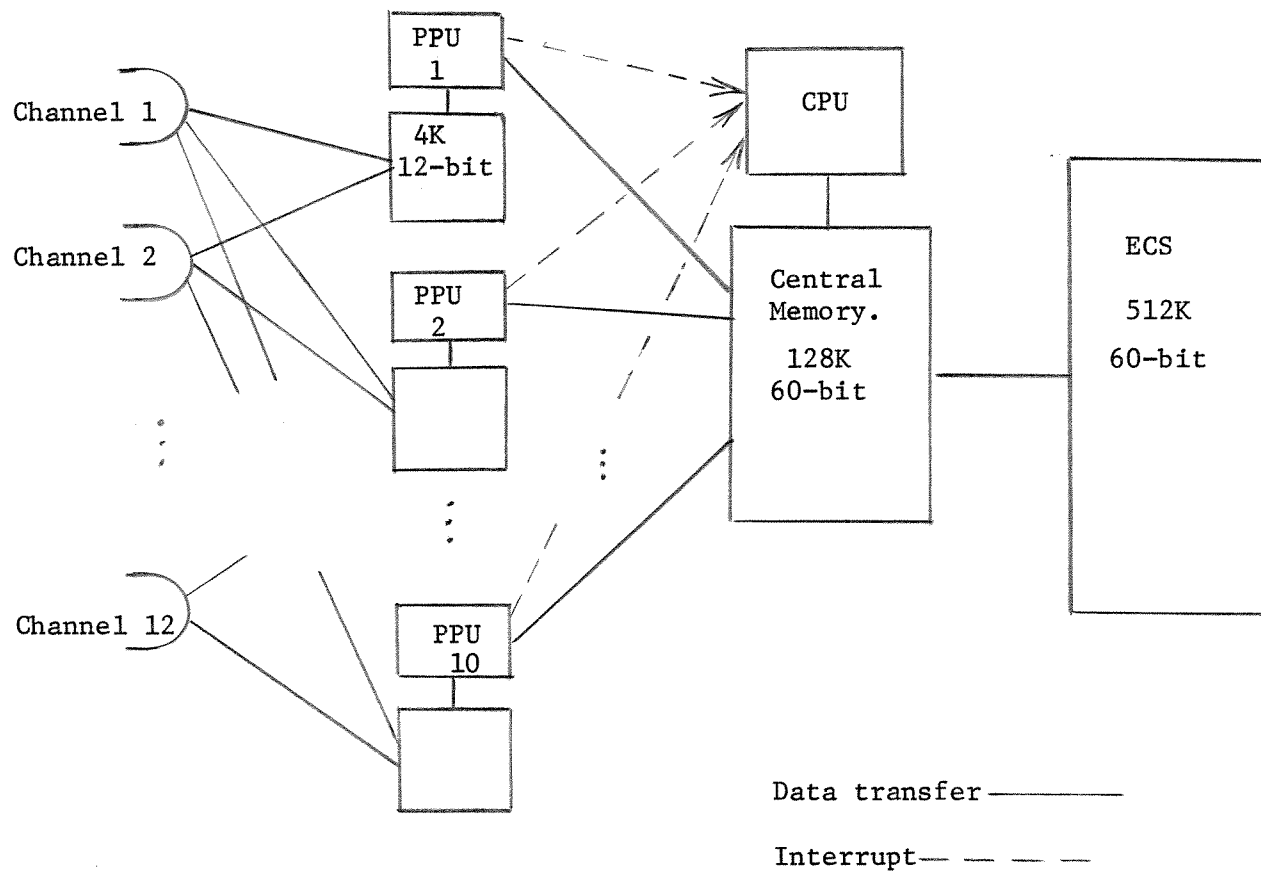 Channel 1
Channel 2
Channel 12
PPU
1
4K
12-bit
PPU
2
PPU
10
CPU
Central
Memory.
128K
60-bit
ECS
512K
60-bit
Data transfer
Interrupt